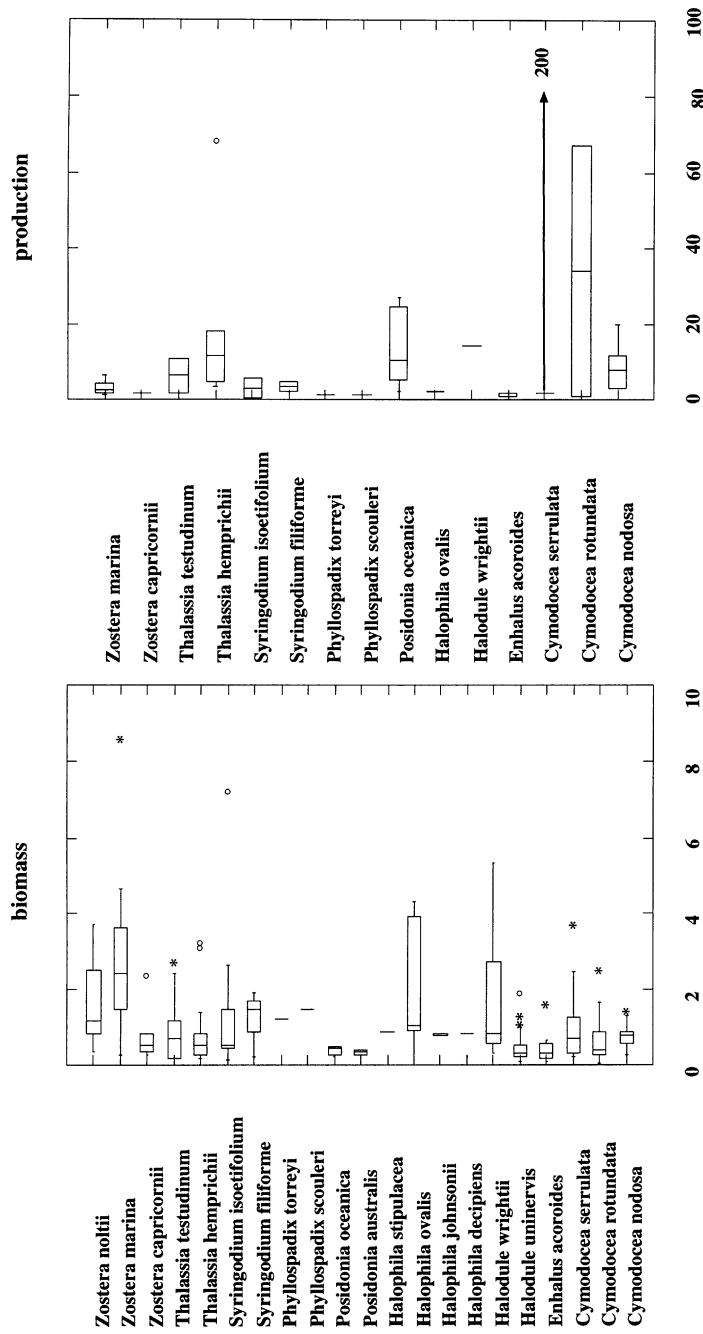 biomass
Zostera noltii
Zostera marina
Zostera capricornii
Thalassia testudinum
Thalassia hemprichii
Syringodium isoetifolium
Syringodium filiforme
Phyllospadix torreyi
Phyllospadix scouleri
Posidonia oceanica
Posidonia australis
Halophila stipulacea
Halophila ovalis
Halophila johnsonii
Halophila decipiens
Halodule wrightii
Halodule uninervis
Enhalus acoroides
Cymodocea serrulata
Cymodocea rotundata
Cymodocea nodosa
0 2 4 6 8 10
production
Zostera marina
Zostera capricornii
Thalassia testudinum
Thalassia hemprichii
Syringodium isoetifolium
Syringodium filiforme
Phyllospadix torreyi
Phyllospadix scouleri
Posidonia oceanica
Halophila ovalis
Halodule wrightii
Enhalus acoroides
Cymodocea serrulata
Cymodocea rotundata
Cymodocea nodosa
200
0 20 40 60 80 100